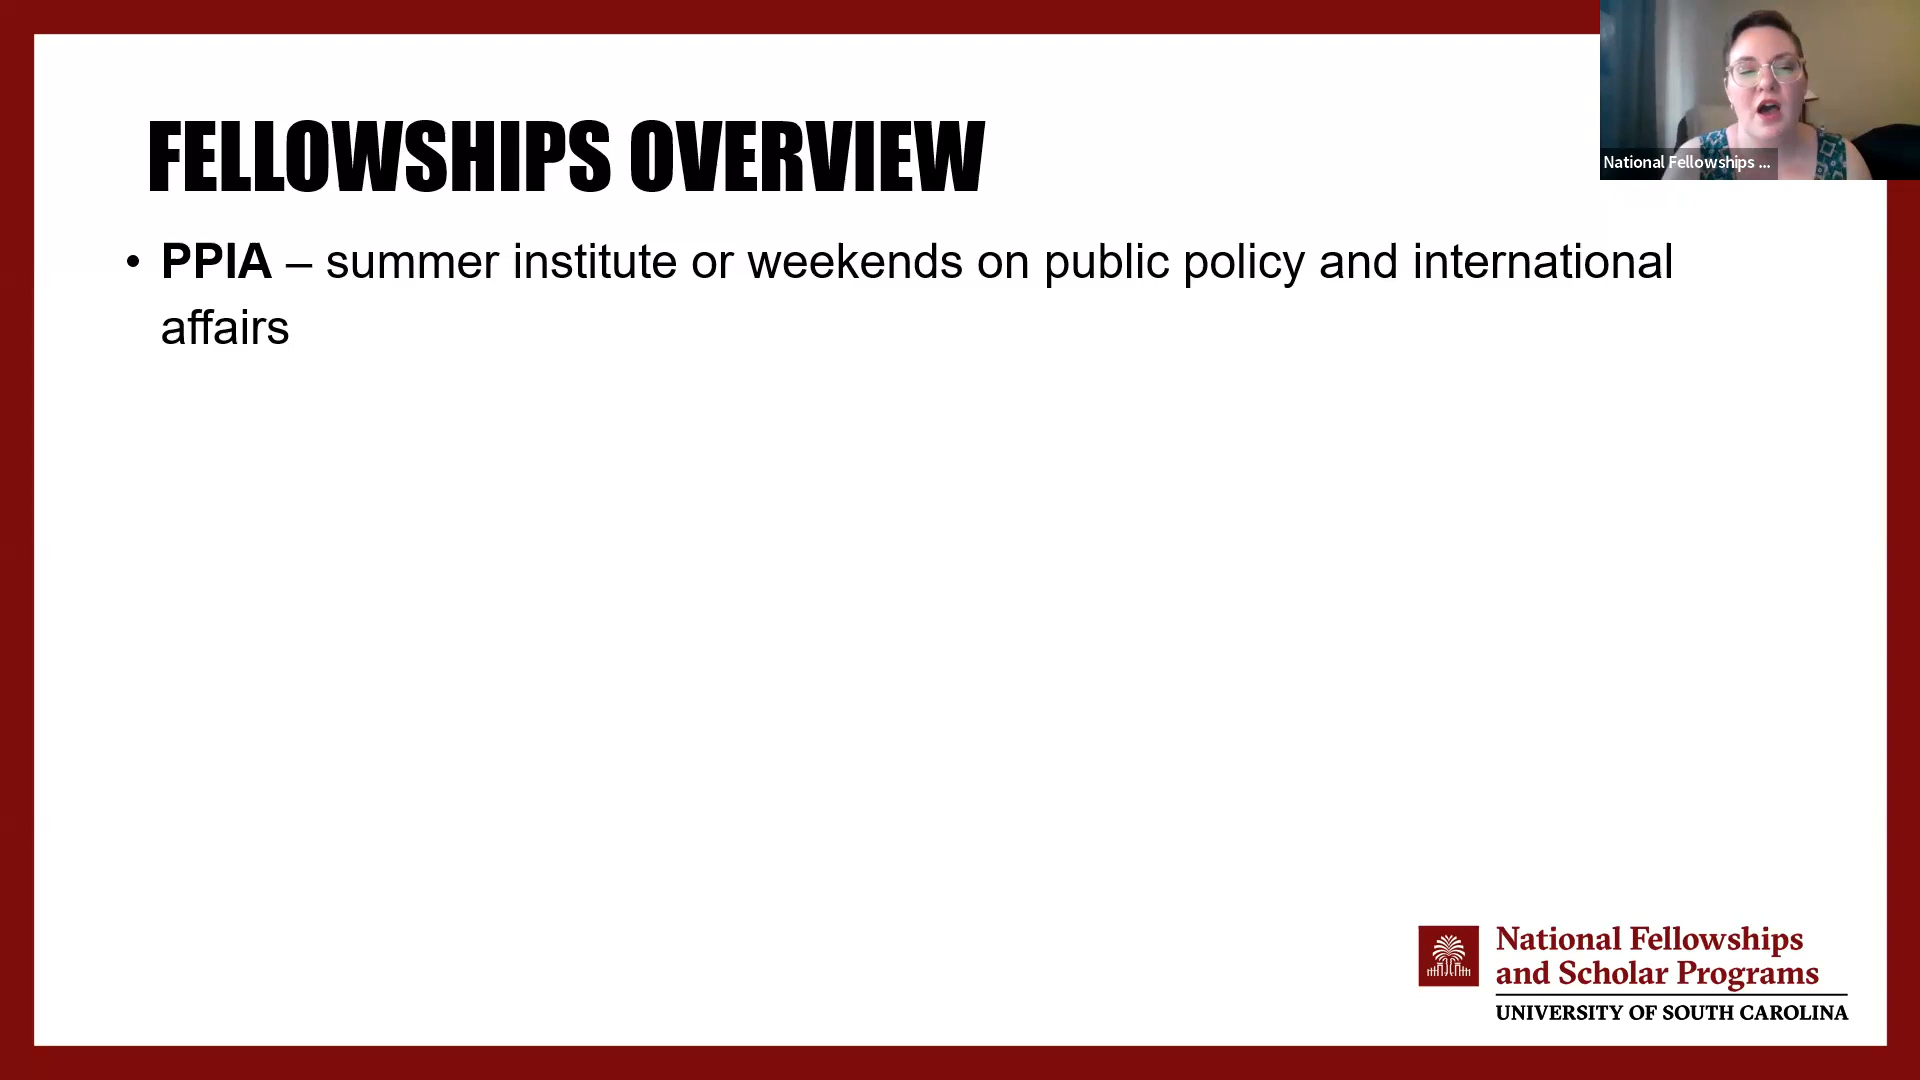 FELLOWSHIPS OVERVIEW
• PPIA – summer institute or weekends on public policy and international
affairs
National Fellowships ...
National Fellowships
and Scholar Programs
UNIVERSITY OF SOUTH CAROLINA